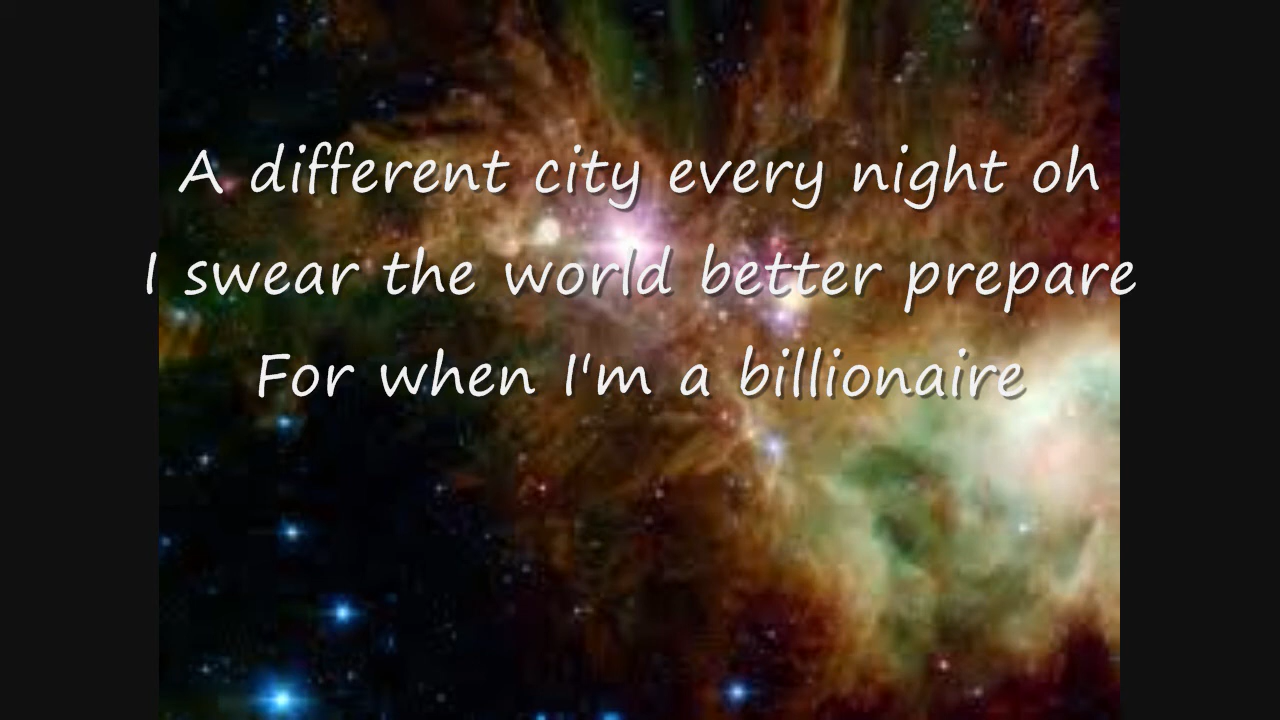 A different city every night oh
I swear the world better prepare
For when I'm a billionaire